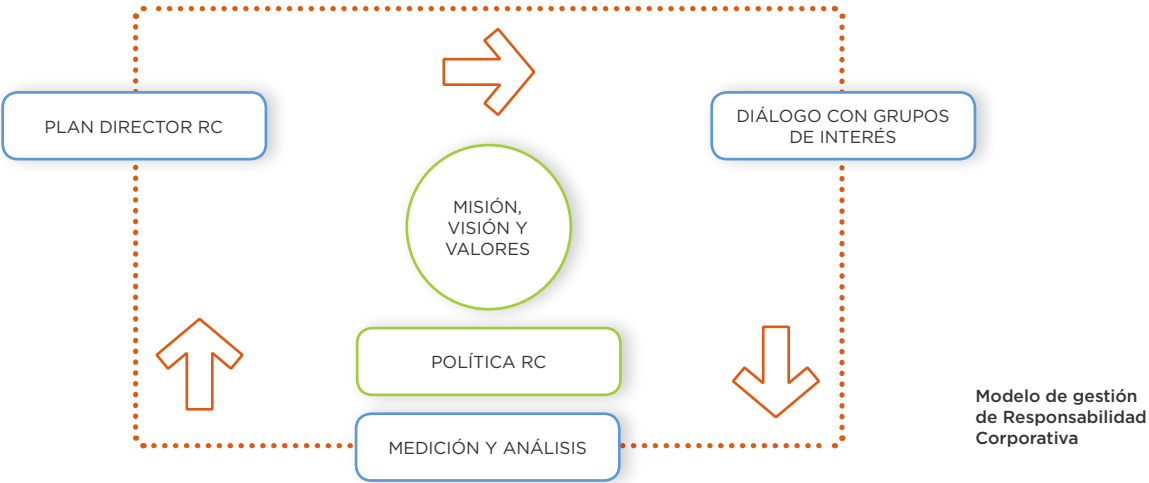 PLAN DIRECTOR RC
DIÁLOGO CON GRUPOS
DE INTERÉS
MISIÓN,
VISIÓN Y
VALORES
POLÍTICA RC
MEDICIÓN Y ANÁLISIS
Modelo de gestión
de Responsabilidad
Corporativa